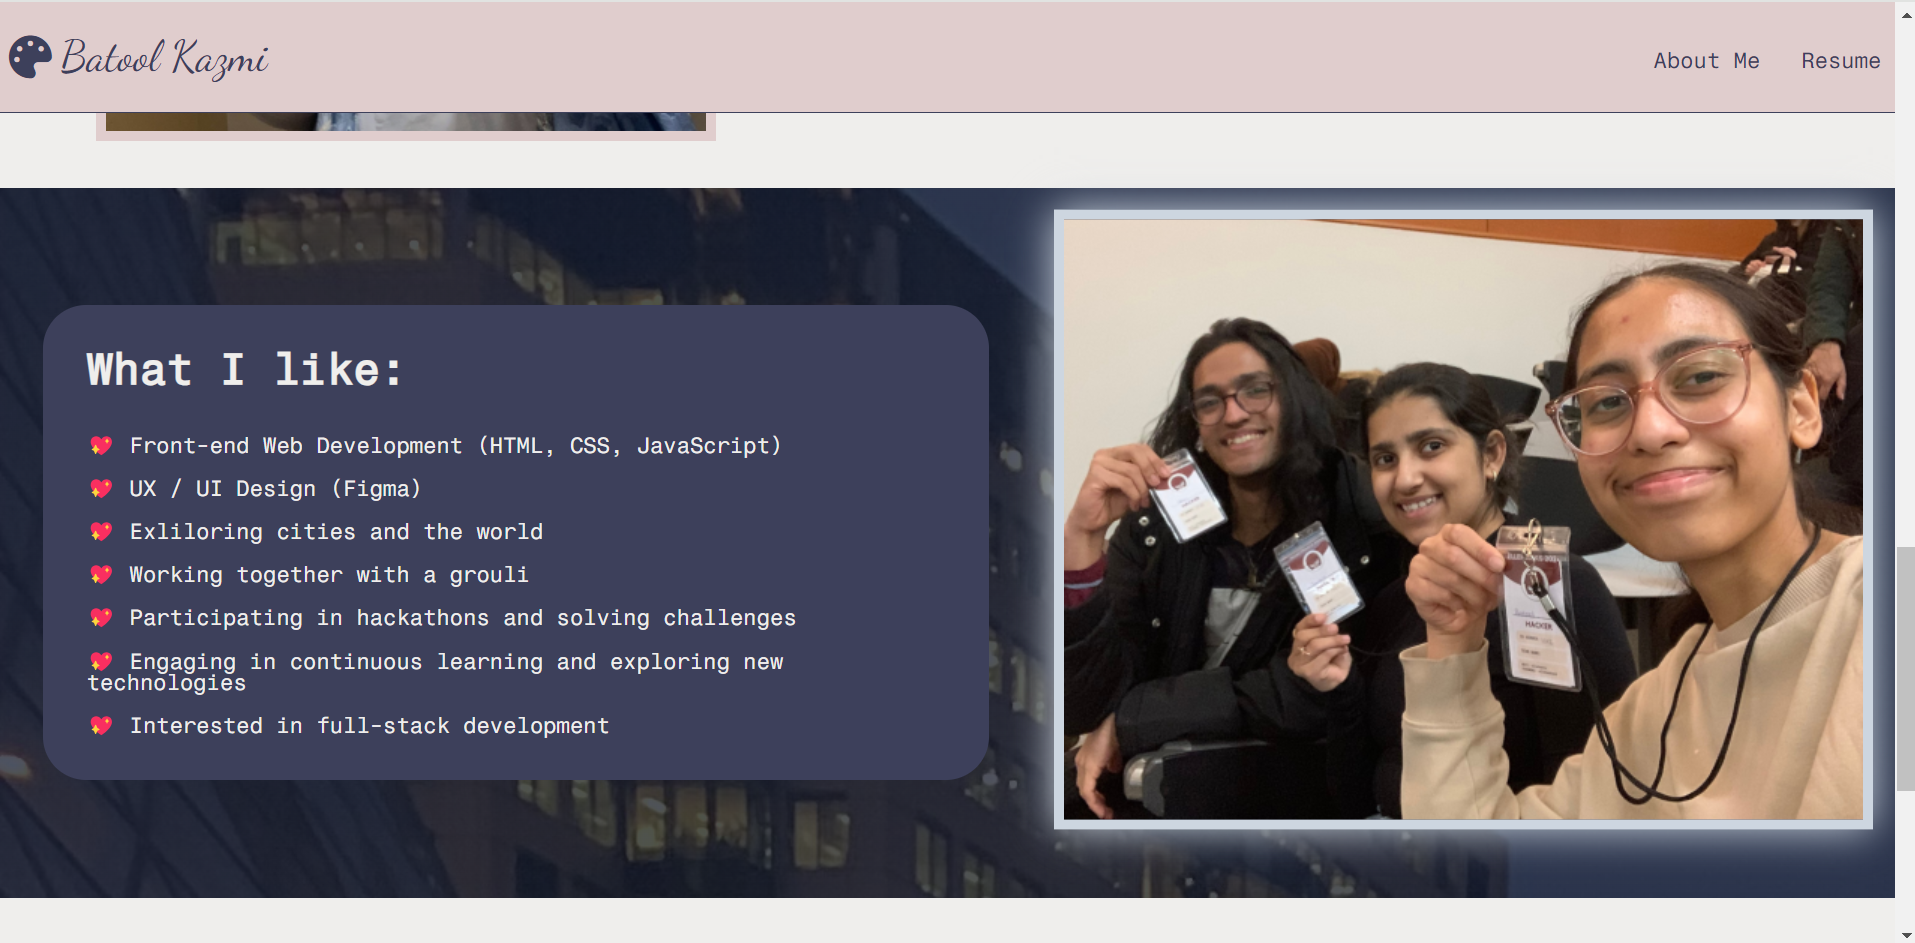 Batool Kazmi
About Me
Resume
What I like:
💖 Front-end Web Development (HTML, CSS, JavaScript)
💖 UX / UI Design (Figma)
💖 Exliloring cities and the world
💖 Working together with a grouli
💖 Participating in hackathons and solving challenges
💖 Engaging in continuous learning and exploring new
technologies
💖 Interested in full-stack development
HACKER